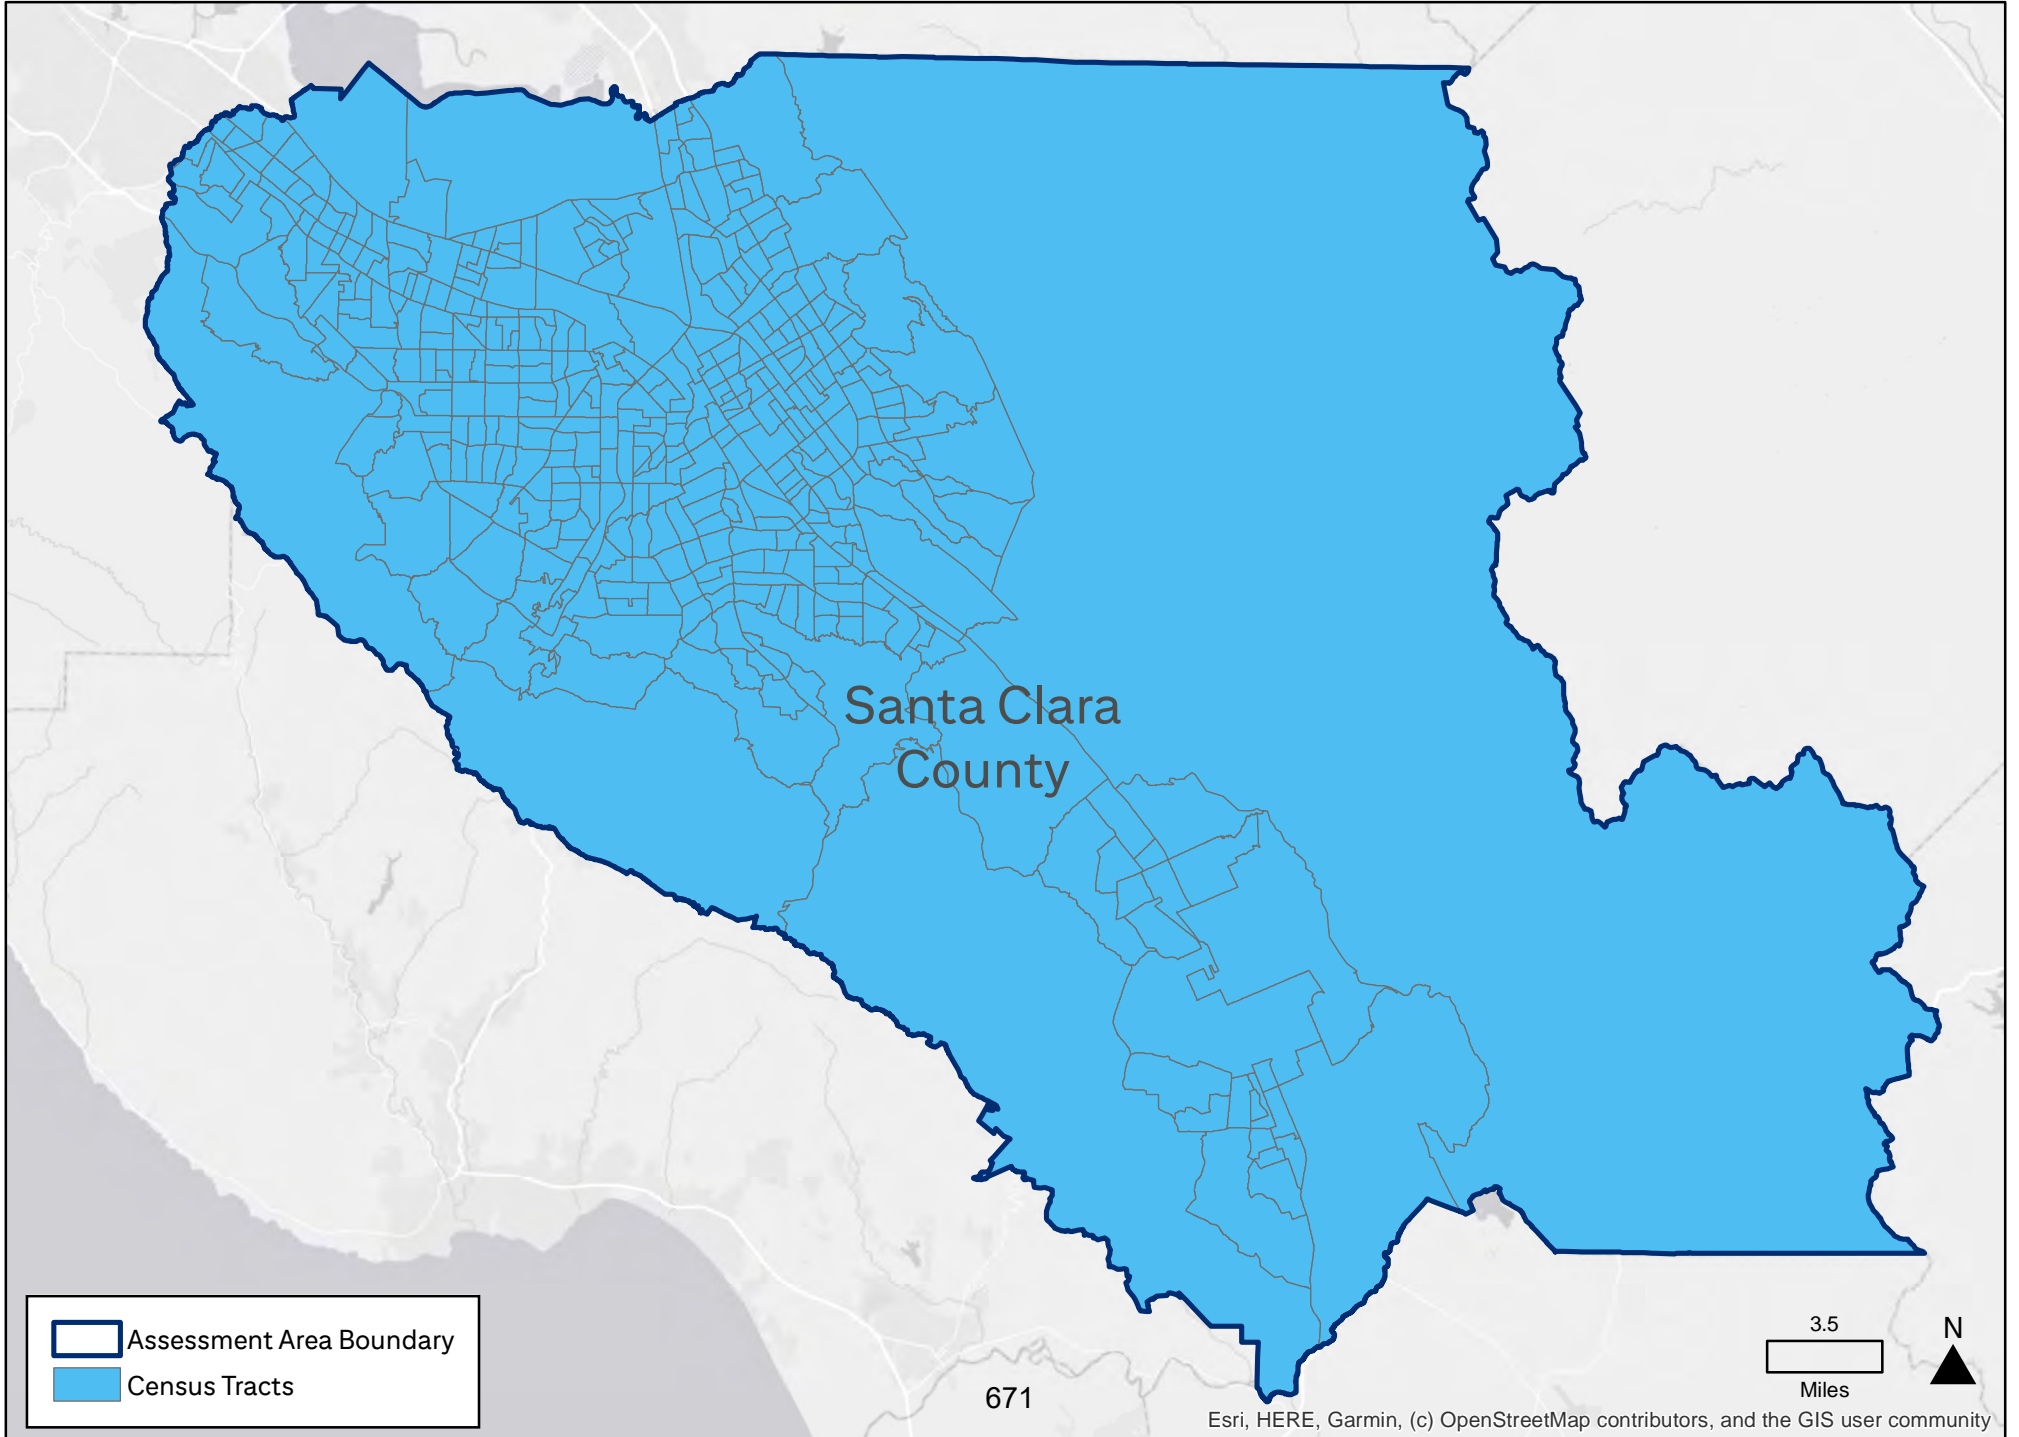 Santa Clara
County
Assessment Area Boundary
Census Tracts
671
3.5
Miles
N
Esri, HERE, Garmin, (c) OpenStreetMap contributors, and the GIS user community